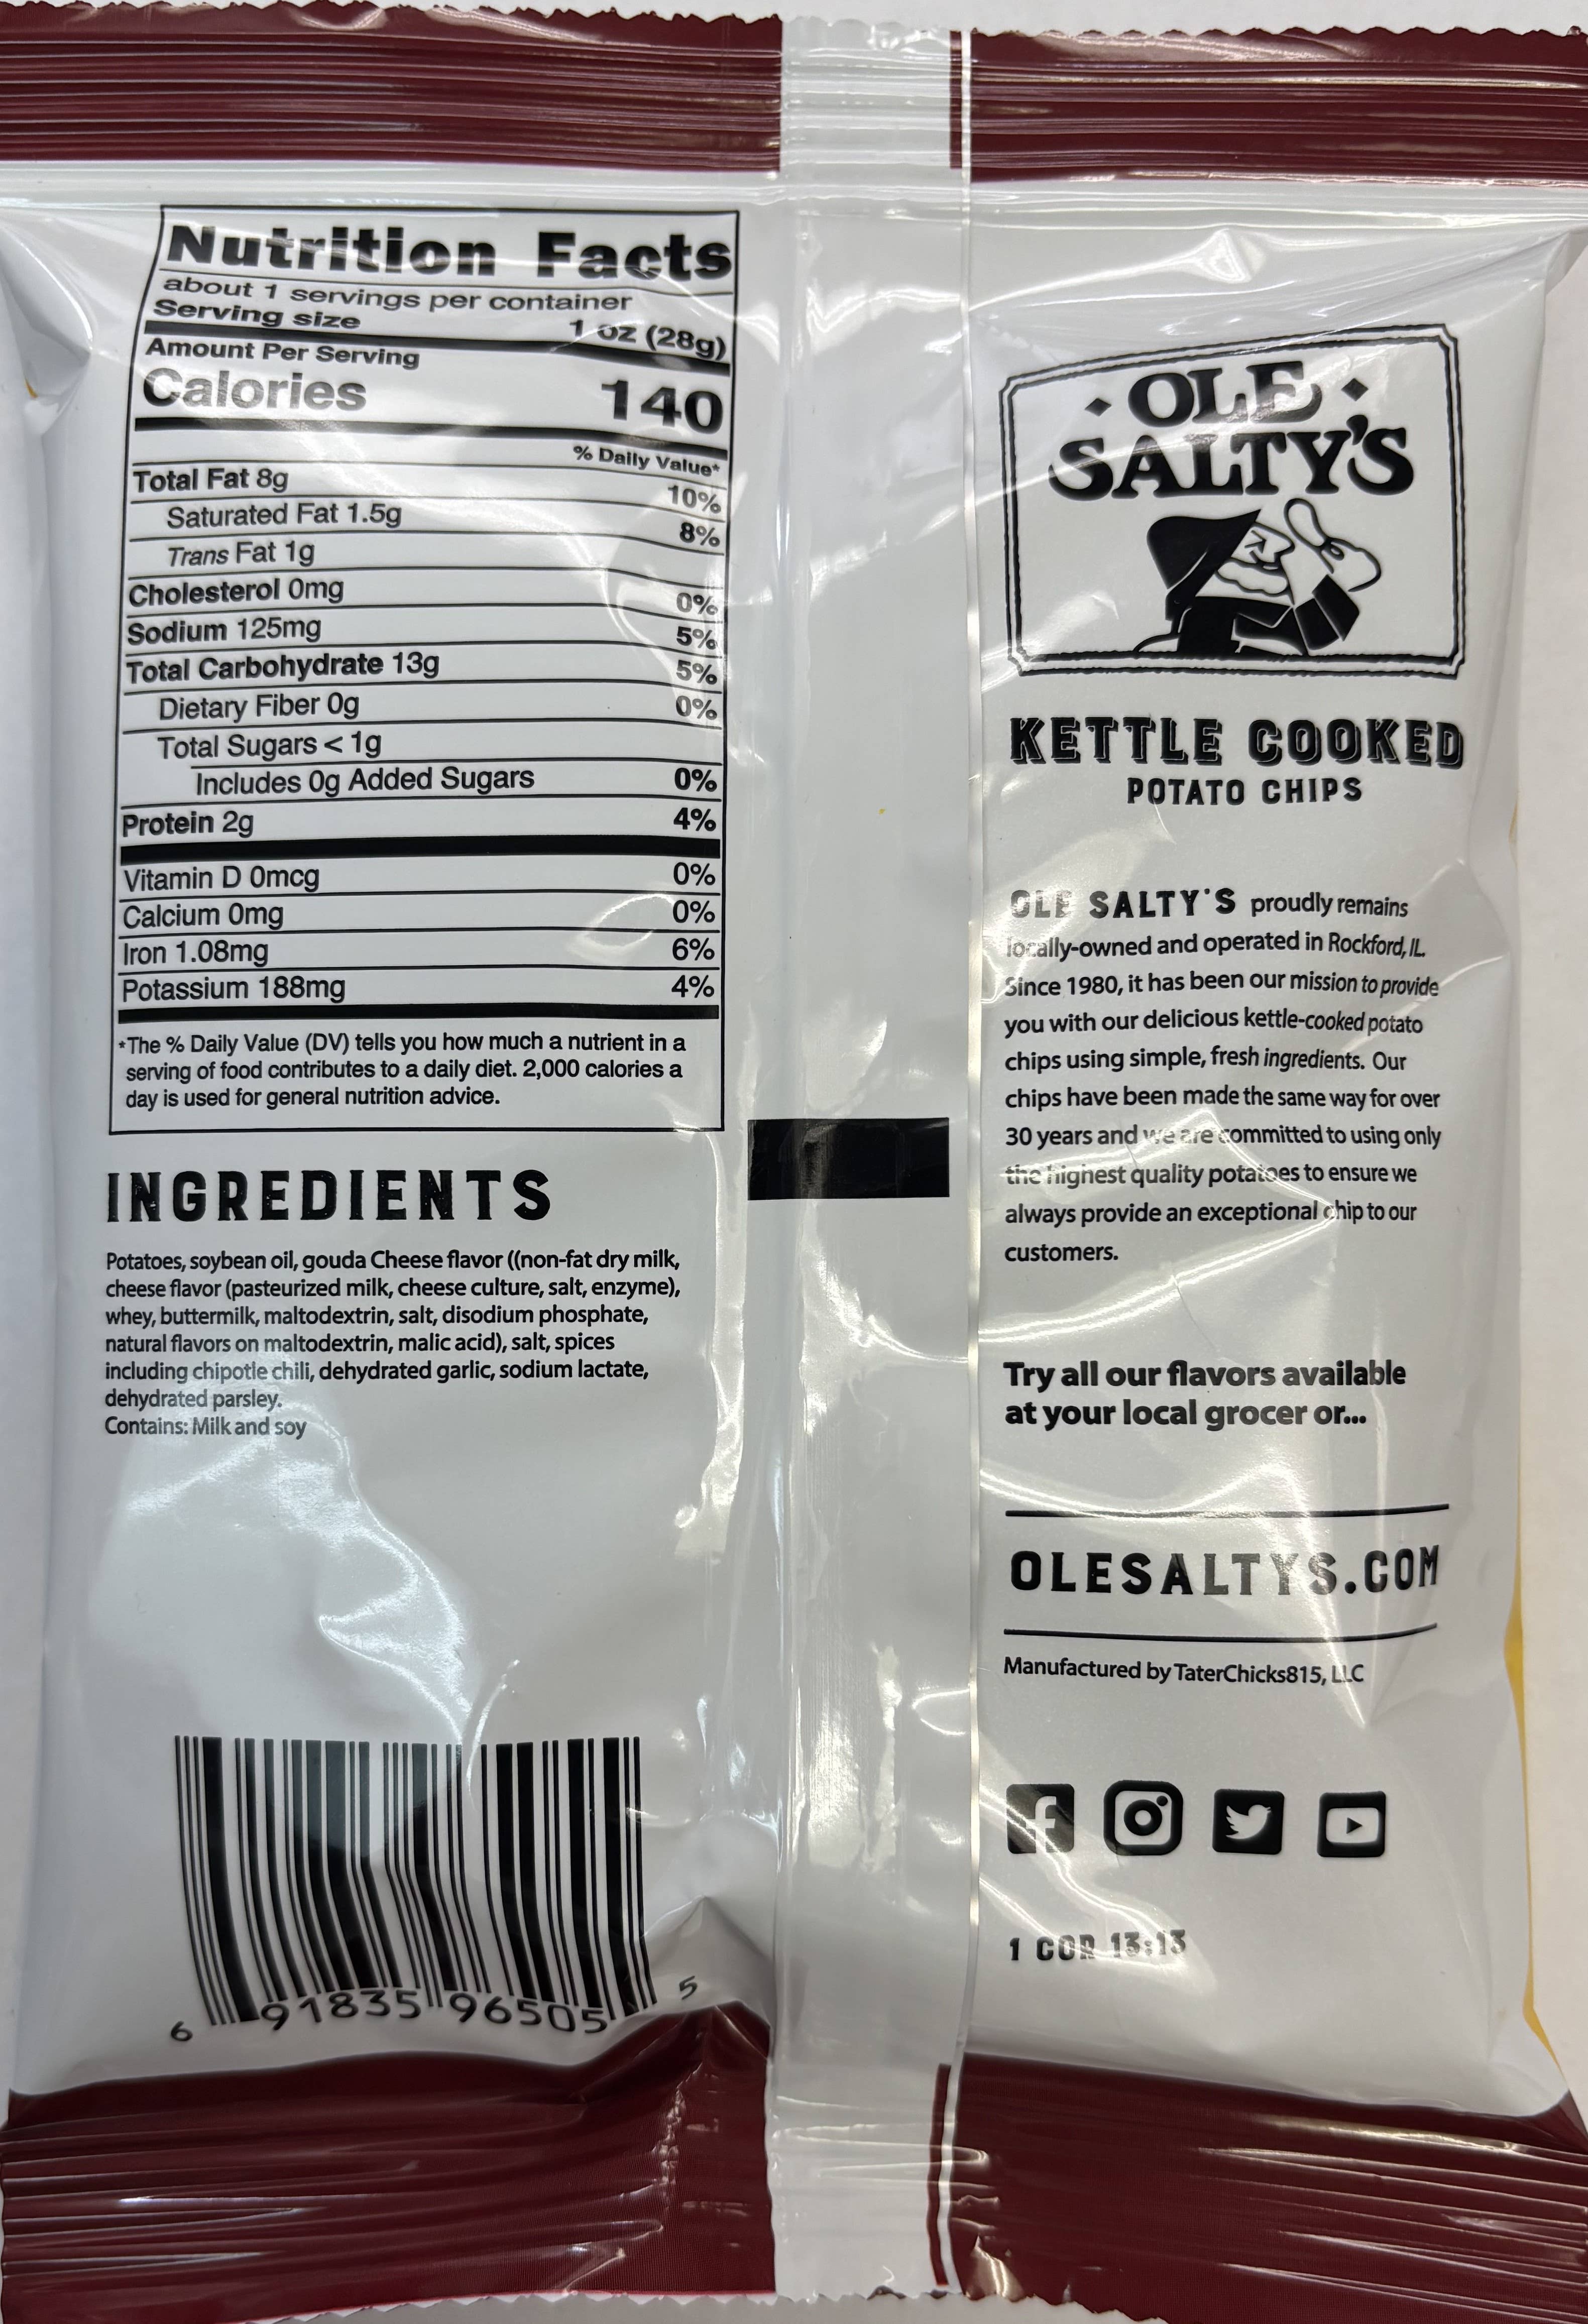 Nutrition Facts
about 1 servings per container
Serving size 1 oz (28g)
Amount Per Serving
Calories 140
% Daily Value*
Total Fat 8g 10%
Saturated Fat 1.5g 8%
Trans Fat 1g
Cholesterol 0mg 0%
Sodium 125mg 5%
Total Carbohydrate 13g 5%
Dietary Fiber 0g 0%
Total Sugars < 1g
Includes 0g Added Sugars 0%
Protein 2g 4%
Vitamin D 0mcg 0%
Calcium 0mg 0%
Iron 1.08mg 6%
Potassium 188mg 4%
*The % Daily Value (DV) tells you how much a nutrient in a
serving of food contributes to a daily diet. 2,000 calories a
day is used for general nutrition advice.
INGREDIENTS
Potatoes, soybean oil, gouda Cheese flavor ((non-fat dry milk,
cheese flavor (pasteurized milk, cheese culture, salt, enzyme),
whey, buttermilk, maltodextrin, salt, disodium phosphate,
natural flavors on maltodextrin, malic acid), salt, spices
including chipotle chili, dehydrated garlic, sodium lactate,
dehydrated parsley.
Contains: Milk and soy
6 91835 96505 5
OLE
SALTY'S
KETTLE COOKED
POTATO CHIPS
OLE SALTY'S proudly remains
locally-owned and operated in Rockford, IL.
Since 1980, it has been our mission to provide
you with our delicious kettle-cooked potato
chips using simple, fresh ingredients. Our
chips have been made the same way for over
30 years and we are committed to using only
the highest quality potatoes to ensure we
always provide an exceptional chip to our
customers.
Try all our flavors available
at your local grocer or...
OLESALTYS.COM
Manufactured by TaterChicks815, LLC
1 COR 13:13